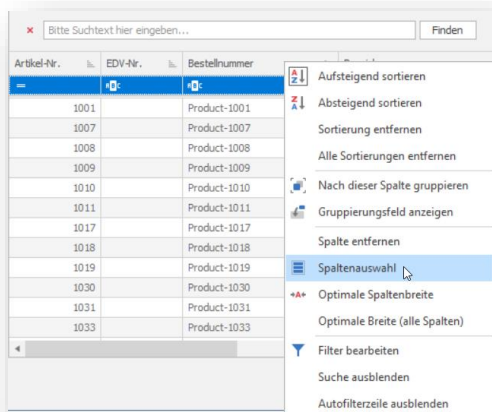 Bitte Suchtext hier eingeben...
Finden
Artikel-Nr. EDV-Nr. Bestellnummer
=
1001 Product-1001
1007 Product-1007
1008 Product-1008
1009 Product-1009
1010 Product-1010
1011 Product-1011
1017 Product-1017
1018 Product-1018
1019 Product-1019
1030 Product-1030
1031 Product-1031
1033 Product-1033
Aufsteigend sortieren
Absteigend sortieren
Sortierung entfernen
Alle Sortierungen entfernen
Nach dieser Spalte gruppieren
Gruppierungsfeld anzeigen
Spalte entfernen
Spaltenauswahl
Optimale Spaltenbreite
Optimale Breite (alle Spalten)
Filter bearbeiten
Suche ausblenden
Autofilterzeile ausblenden